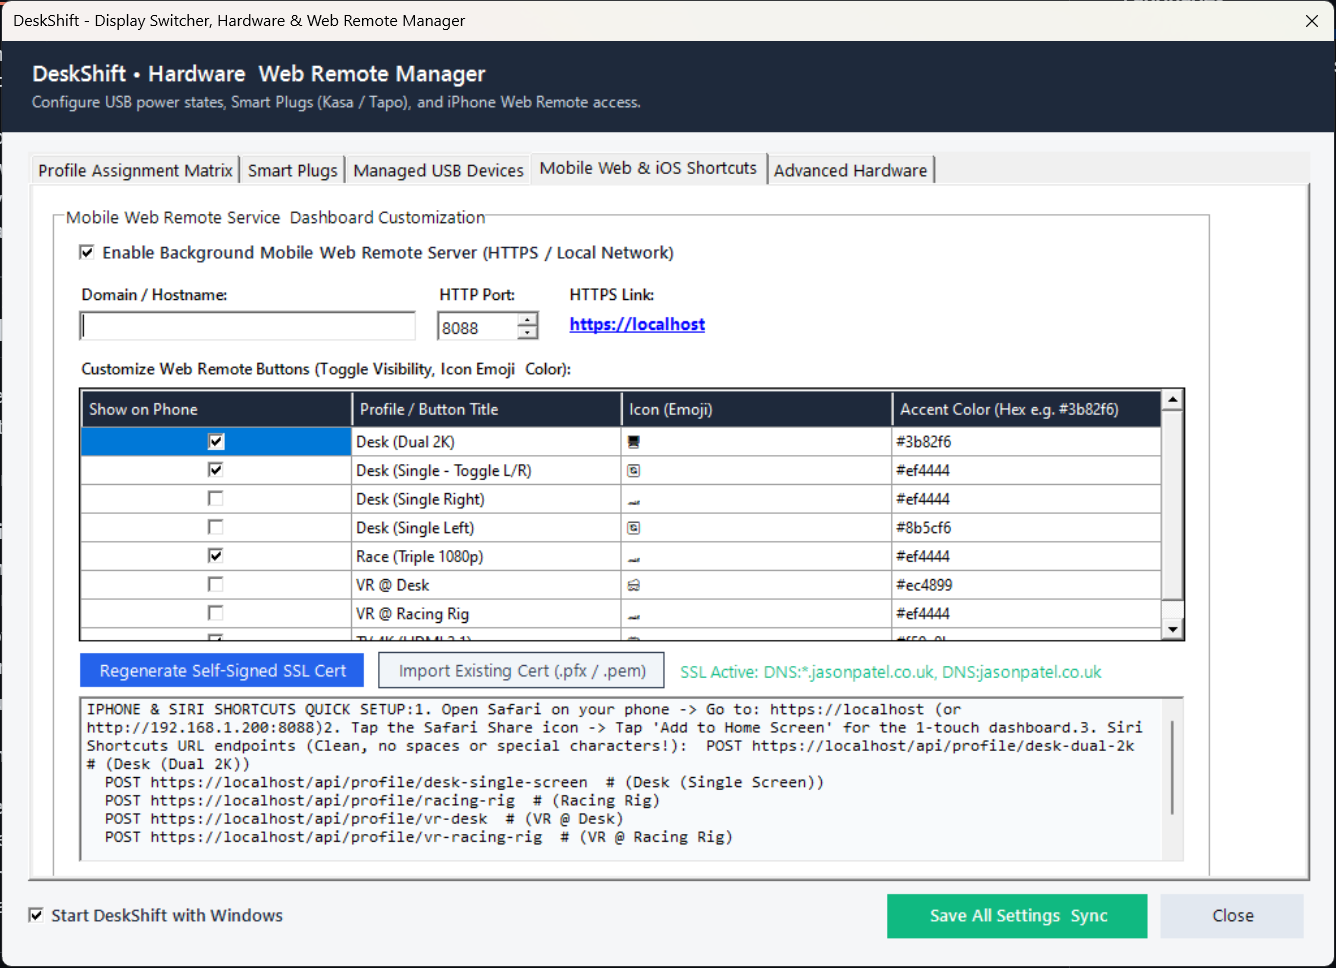 DeskShift - Display Switcher, Hardware & Web Remote Manager
DeskShift • Hardware  Web Remote Manager
Configure USB power states, Smart Plugs (Kasa / Tapo), and iPhone Web Remote access.
Profile Assignment Matrix
Smart Plugs
Managed USB Devices
Mobile Web & iOS Shortcuts
Advanced Hardware
Mobile Web Remote Service  Dashboard Customization
Enable Background Mobile Web Remote Server (HTTPS / Local Network)
Domain / Hostname:
HTTP Port:
HTTPS Link:
8088
https://localhost
Customize Web Remote Buttons (Toggle Visibility, Icon Emoji  Color):
Show on Phone
Profile / Button Title
Icon (Emoji)
Accent Color (Hex e.g. #3b82f6)
Desk (Dual 2K)
#3b82f6
Desk (Single - Toggle L/R)
#ef4444
Desk (Single Right)
#ef4444
Desk (Single Left)
#8b5cf6
Race (Triple 1080p)
#ef4444
VR @ Desk
#ec4899
VR @ Racing Rig
#ef4444
Regenerate Self-Signed SSL Cert
Import Existing Cert (.pfx / .pem)
SSL Active: DNS:*.jasonpatel.co.uk, DNS:jasonpatel.co.uk
IPHONE & SIRI SHORTCUTS QUICK SETUP:1. Open Safari on your phone -> Go to: https://localhost (or
http://192.168.1.200:8088)2. Tap the Safari Share icon -> Tap 'Add to Home Screen' for the 1-touch dashboard.3. Siri
Shortcuts URL endpoints (Clean, no spaces or special characters!):  POST https://localhost/api/profile/desk-dual-2k
# (Desk (Dual 2K))
POST https://localhost/api/profile/desk-single-screen  # (Desk (Single Screen))
POST https://localhost/api/profile/racing-rig  # (Racing Rig)
POST https://localhost/api/profile/vr-desk  # (VR @ Desk)
POST https://localhost/api/profile/vr-racing-rig  # (VR @ Racing Rig)
Start DeskShift with Windows
Save All Settings  Sync
Close